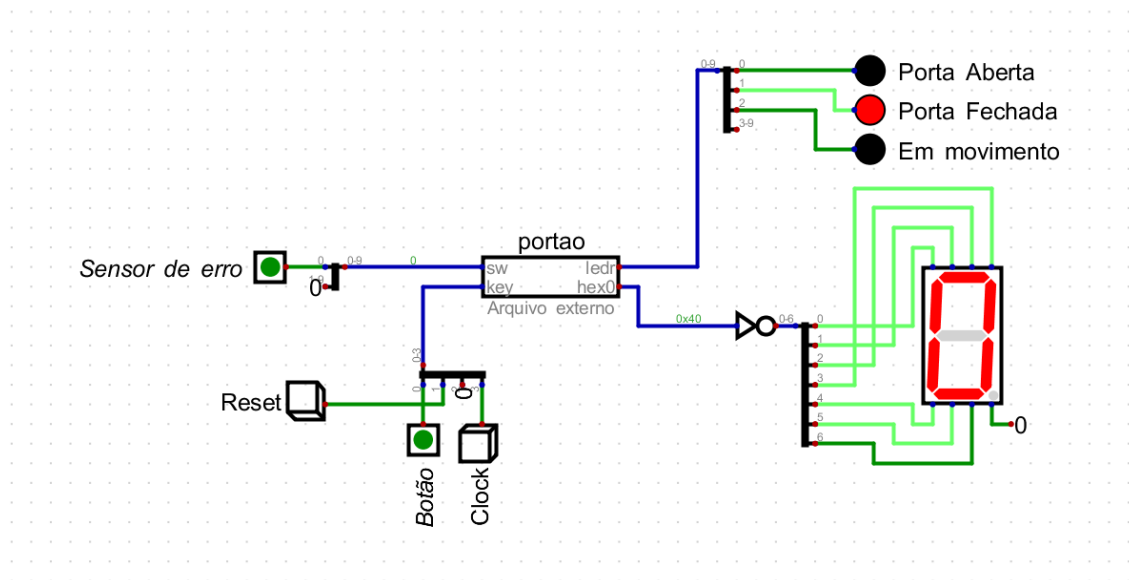 0-9
0
Porta Aberta
1
Porta Fechada
2
3-9
Em movimento
portao
Sensor de erro
0
0-9
0
sw
ledr
0
key
hex0
Arquivo externo
0x40
0-6
0
1
2
3
4
5
6
0
0-3
0
1
0
3
Reset
Botão
Clock